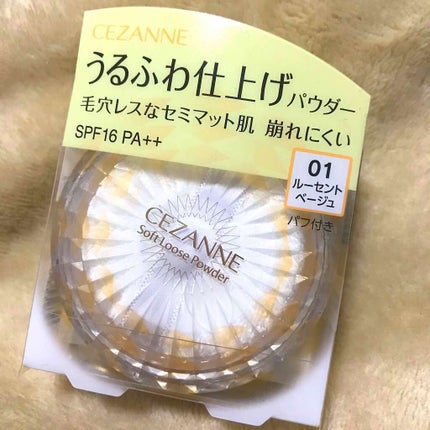 CEZANNE
うるふわ仕上げパウダー
毛穴レスなセミマット肌 崩れにくい
SPF16 PA++
01
ルーセント
ベージュ
パフ付き
CEZANNE
Soft Loose Powder